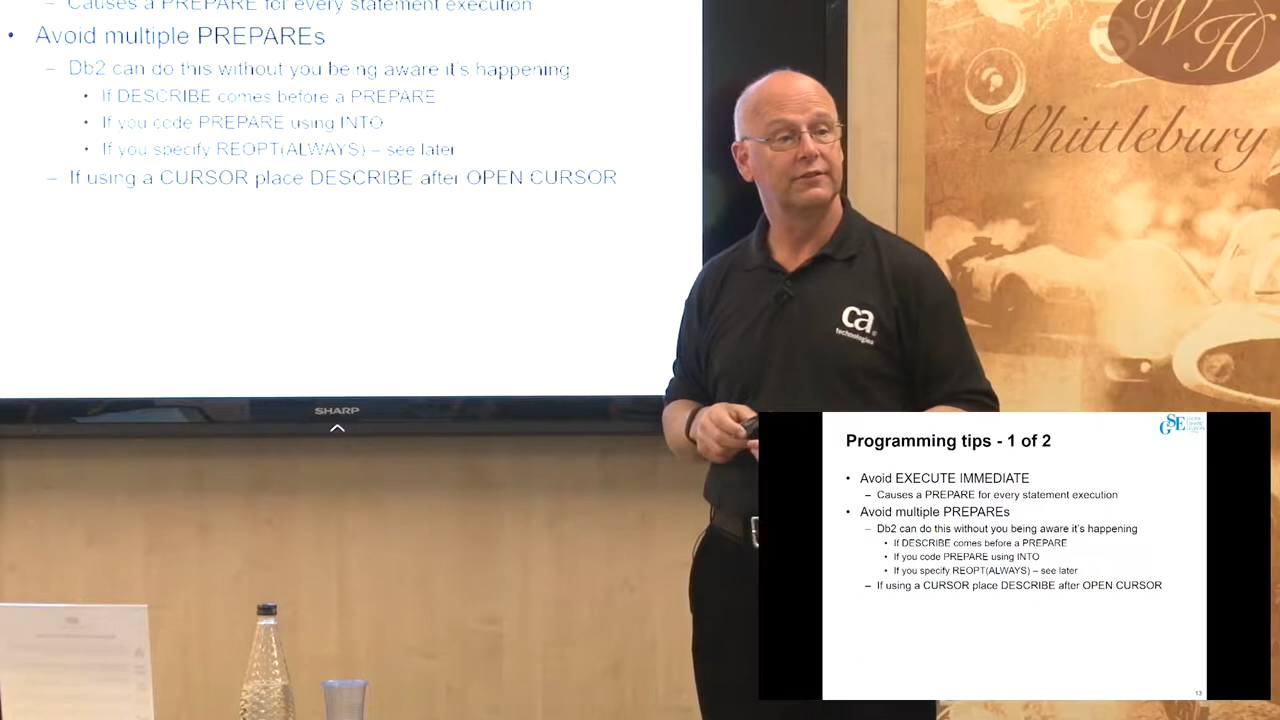 – Causes a PREPARE for every statement execution
• Avoid multiple PREPAREs
– Db2 can do this without you being aware it's happening
• If DESCRIBE comes before a PREPARE
• If you code PREPARE using INTO
• If you specify REOPT(ALWAYS) – see later
– If using a CURSOR place DESCRIBE after OPEN CURSOR
SHARP
WH
Whittlebury
ca
technologies
GSE
Programming tips - 1 of 2
• Avoid EXECUTE IMMEDIATE
– Causes a PREPARE for every statement execution
• Avoid multiple PREPAREs
– Db2 can do this without you being aware it's happening
• If DESCRIBE comes before a PREPARE
• If you code PREPARE using INTO
• If you specify REOPT(ALWAYS) – see later
– If using a CURSOR place DESCRIBE after OPEN CURSOR
13